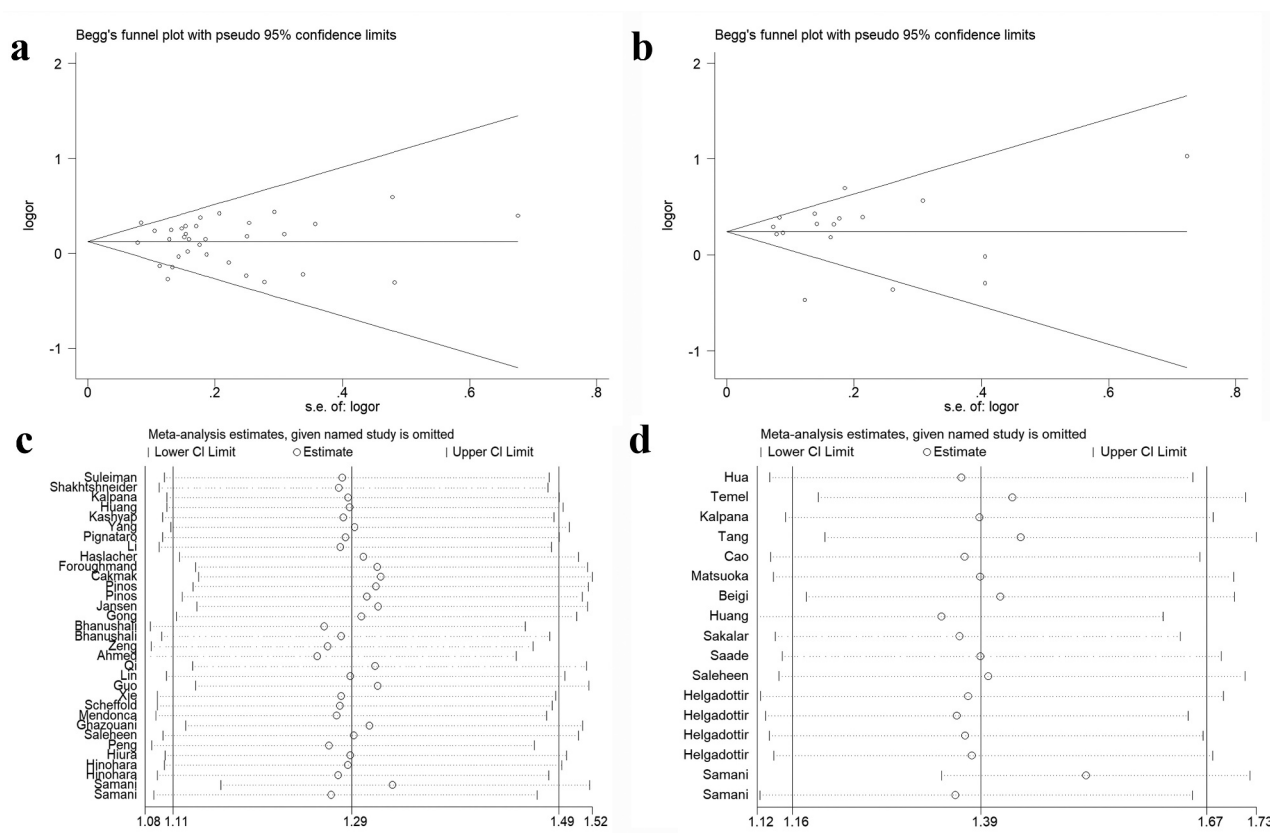 a
Begg's funnel plot with pseudo 95% confidence limits
logor
2
1
0
-1
0 .2 .4 .6 .8
s.e. of: logor
b
Begg's funnel plot with pseudo 95% confidence limits
logor
2
1
0
-1
0 .2 .4 .6 .8
s.e. of: logor
c
Meta-analysis estimates, given named study is omitted
Lower CI Limit Estimate Upper CI Limit
Suleiman
Shakhtshneider
Kalpana
Huang
Kashyap
Yang
Pignataro
Li
Haslacher
Foroughmand
Cakmak
Pinos
Pinos
Jansen
Gong
Bhanushali
Bhanushali
Zeng
Ahmed
Qi
Lin
Guo
Xie
Scheffold
Mendonca
Ghazouani
Saleheen
Peng
Hiura
Hinohara
Hinohara
Samani
Samani
1.08 1.11 1.29 1.49 1.52
d
Meta-analysis estimates, given named study is omitted
Lower CI Limit Estimate Upper CI Limit
Hua
Temel
Kalpana
Tang
Cao
Matsuoka
Beigi
Huang
Sakalar
Saade
Saleheen
Helgadottir
Helgadottir
Helgadottir
Helgadottir
Samani
Samani
1.12 1.16 1.39 1.67 1.73